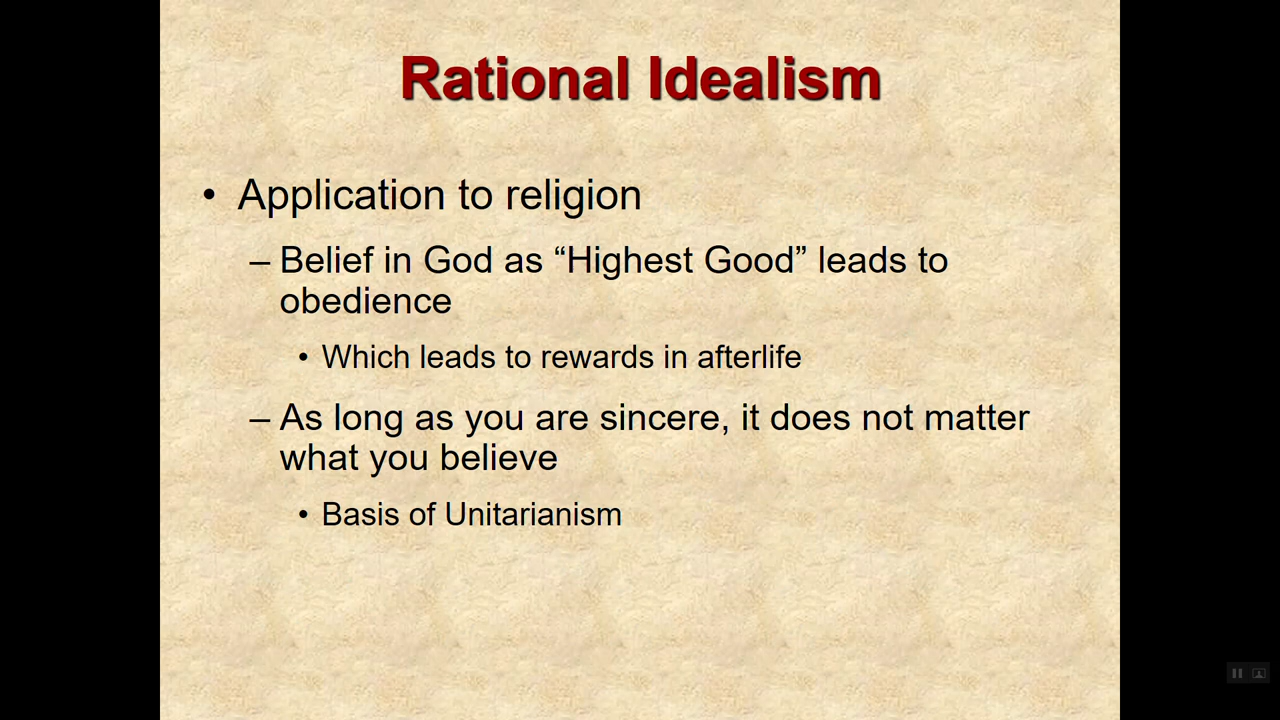 Rational Idealism
• Application to religion
– Belief in God as “Highest Good” leads to
obedience
• Which leads to rewards in afterlife
– As long as you are sincere, it does not matter
what you believe
• Basis of Unitarianism